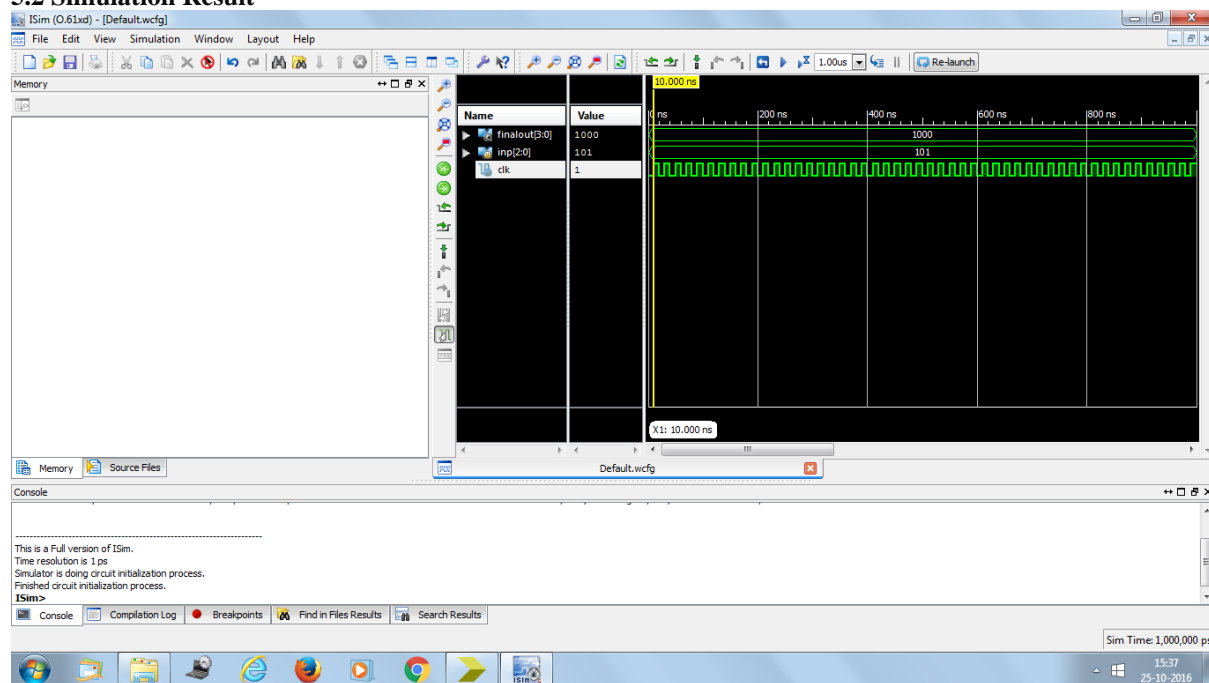 5.2 Simulation Result
ISim (O.61xd) - [Default.wcfg]
File Edit View Simulation Window Layout Help
1.00us Re-launch
Memory
10.000 ns
Name Value
0 ns 200 ns 400 ns 600 ns 800 ns
finalout[3:0] 1000 1000
inp[2:0] 101 101
clk 1
X1: 10.000 ns
Memory Source Files Default.wcfg
Console
This is a Full version of ISim.
Time resolution is 1 ps
Simulator is doing circuit initialization process.
Finished circuit initialization process.
ISim>
Console Compilation Log Breakpoints Find in Files Results Search Results
Sim Time: 1,000,000 ps
15:37
25-10-2016